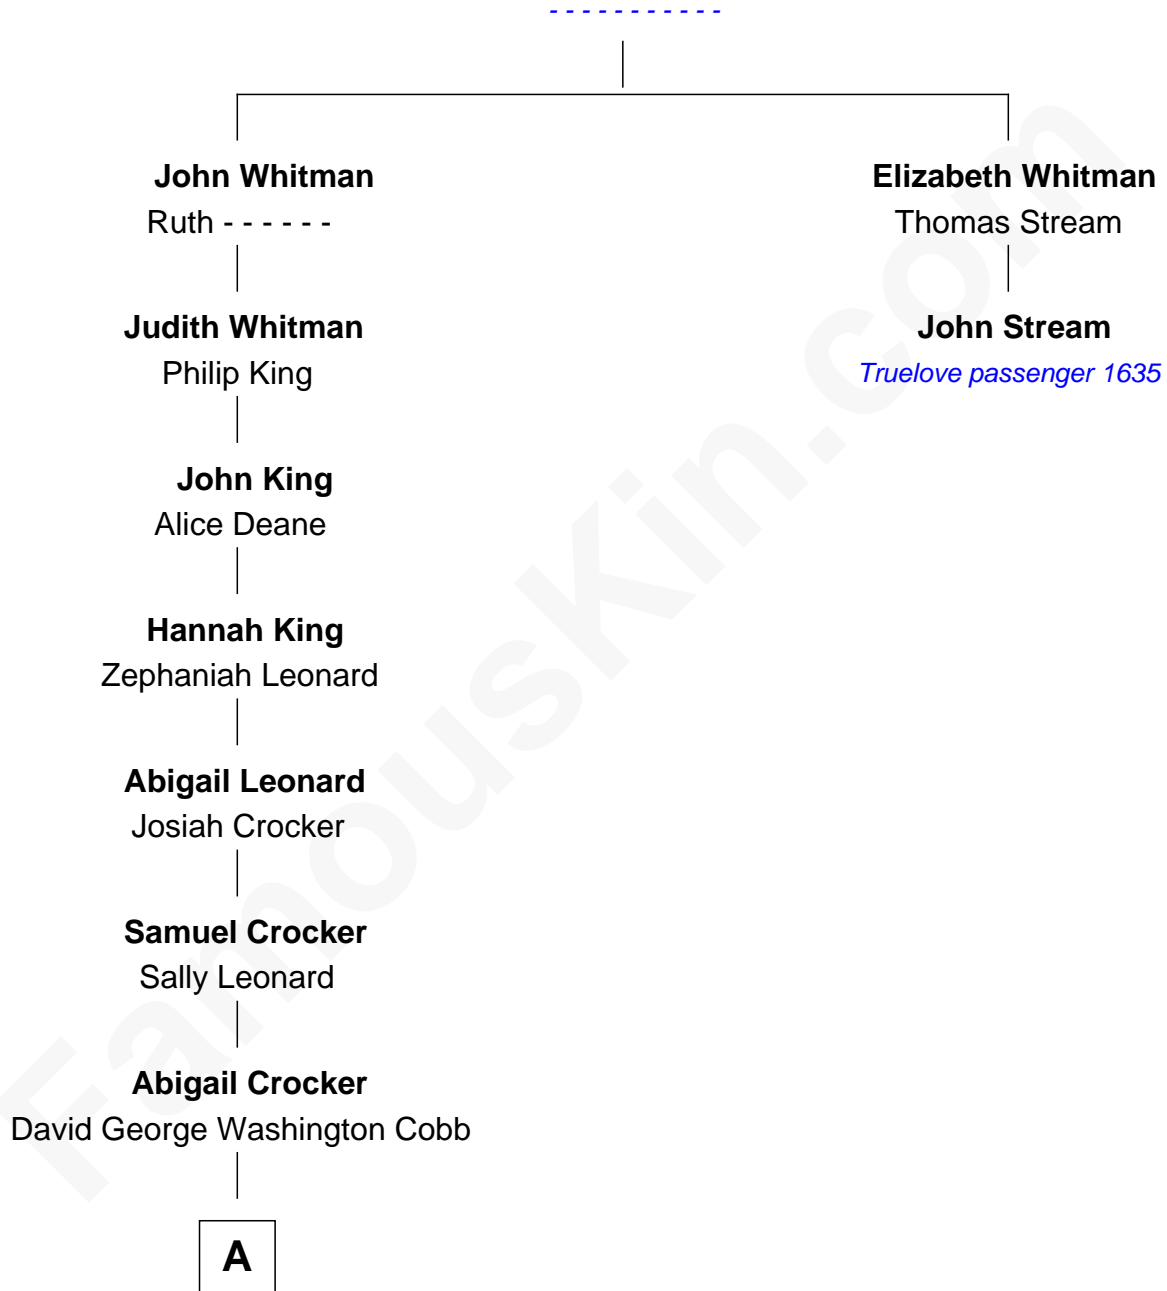 - - - - - - - - - - -
John Whitman
Ruth - - - - - -
Elizabeth Whitman
Thomas Stream
Judith Whitman
Philip King
John Stream
Truelove passenger 1635
John King
Alice Deane
Hannah King
Zephaniah Leonard
Abigail Leonard
Josiah Crocker
Samuel Crocker
Sally Leonard
Abigail Crocker
David George Washington Cobb
A
FamousKin.com